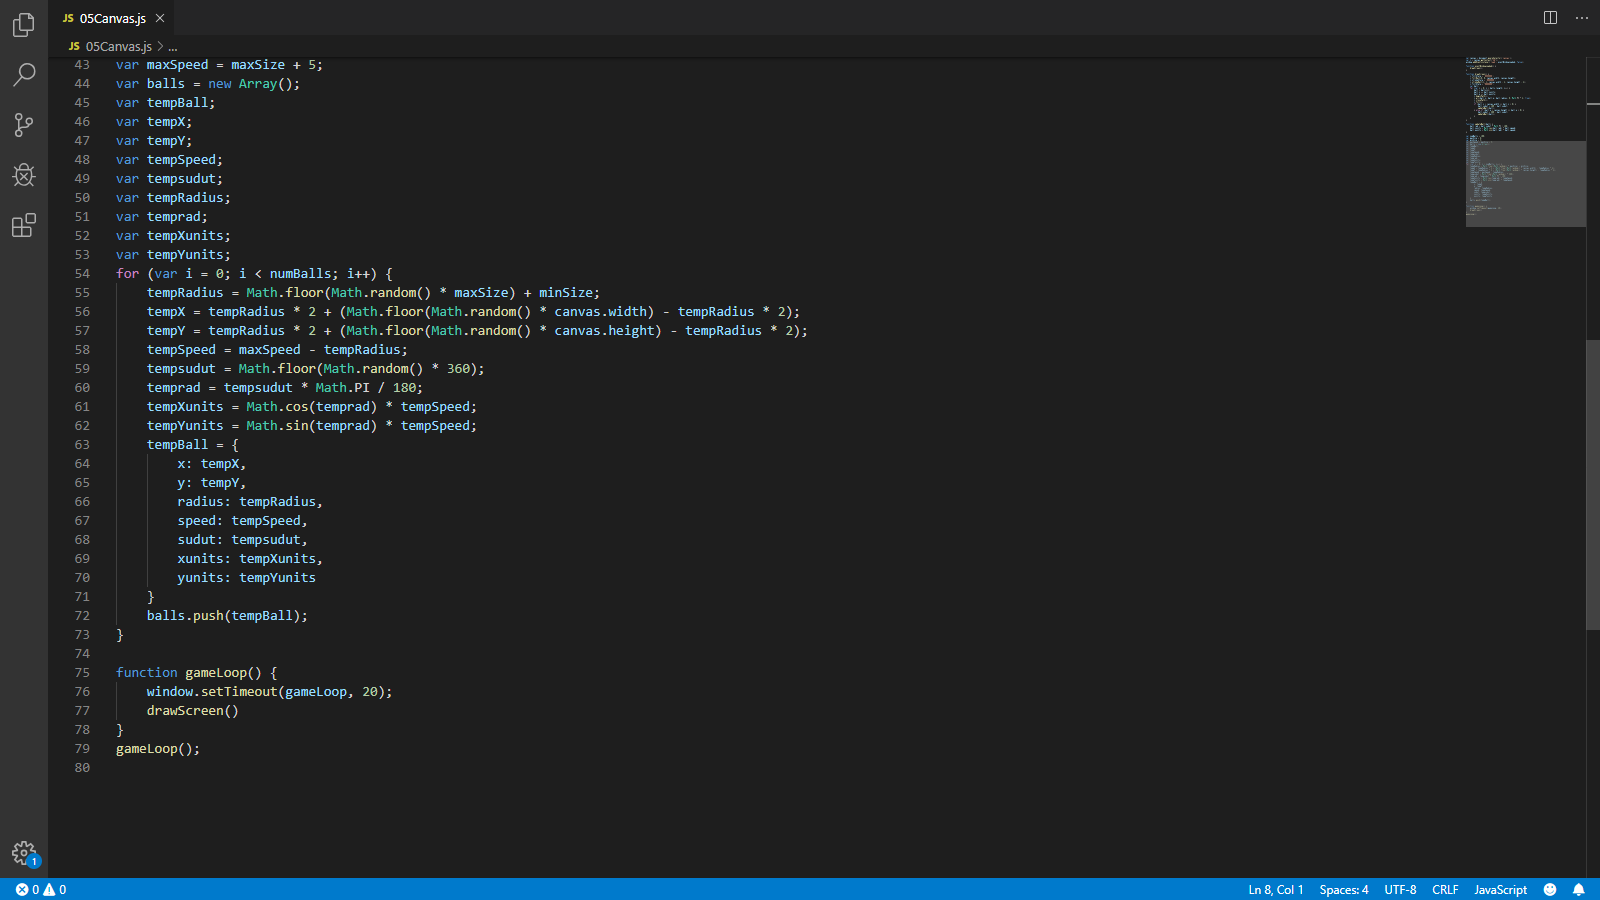 JS 05Canvas.js
JS 05Canvas.js > ...
43 var maxSpeed = maxSize + 5;
44 var balls = new Array();
45 var tempBall;
46 var tempX;
47 var tempY;
48 var tempSpeed;
49 var tempsudut;
50 var tempRadius;
51 var temprad;
52 var tempXunits;
53 var tempYunits;
54 for (var i = 0; i < numBalls; i++) {
55 tempRadius = Math.floor(Math.random() * maxSize) + minSize;
56 tempX = tempRadius * 2 + (Math.floor(Math.random() * canvas.width) - tempRadius * 2);
57 tempY = tempRadius * 2 + (Math.floor(Math.random() * canvas.height) - tempRadius * 2);
58 tempSpeed = maxSpeed - tempRadius;
59 tempsudut = Math.floor(Math.random() * 360);
60 temprad = tempsudut * Math.PI / 180;
61 tempXunits = Math.cos(temprad) * tempSpeed;
62 tempYunits = Math.sin(temprad) * tempSpeed;
63 tempBall = {
64 x: tempX,
65 y: tempY,
66 radius: tempRadius,
67 speed: tempSpeed,
68 sudut: tempsudut,
69 xunits: tempXunits,
70 yunits: tempYunits
71 }
72 balls.push(tempBall);
73 }
74
75 function gameLoop() {
76 window.setTimeout(gameLoop, 20);
77 drawScreen()
78 }
79 gameLoop();
80
1
0 0 Ln 8, Col 1 Spaces: 4 UTF-8 CRLF JavaScript